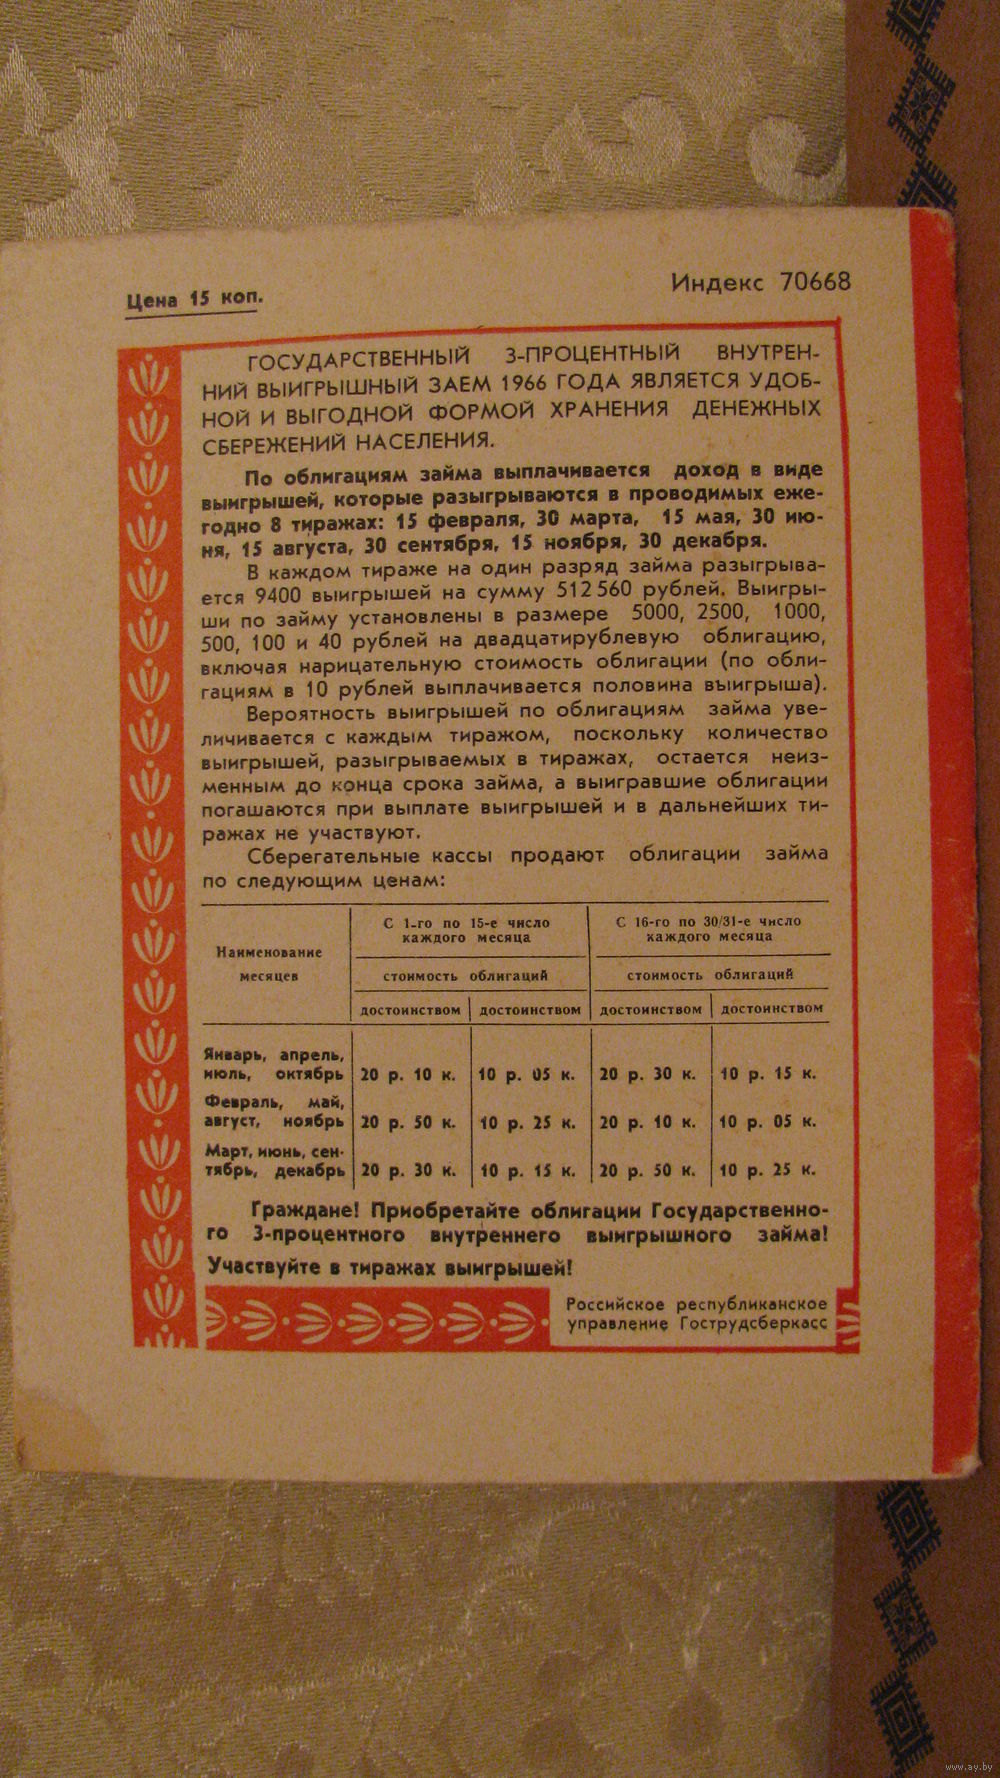 Цена 15 коп.
Индекс 70668
ГОСУДАРСТВЕННЫЙ 3-ПРОЦЕНТНЫЙ ВНУТРЕН-
НИЙ ВЫИГРЫШНЫЙ ЗАЕМ 1966 ГОДА ЯВЛЯЕТСЯ УДОБ-
НОЙ И ВЫГОДНОЙ ФОРМОЙ ХРАНЕНИЯ ДЕНЕЖНЫХ
СБЕРЕЖЕНИЙ НАСЕЛЕНИЯ.
По облигациям займа выплачивается доход в виде
выигрышей, которые разыгрываются в проводимых еже-
годно 8 тиражах: 15 февраля, 30 марта, 15 мая, 30 ию-
ня, 15 августа, 30 сентября, 15 ноября, 30 декабря.
В каждом тираже на один разряд займа разыгрыва-
ется 9400 выигрышей на сумму 512 560 рублей. Выигры-
ши по займу установлены в размере 5000, 2500, 1000,
500, 100 и 40 рублей на двадцатирублевую облигацию,
включая нарицательную стоимость облигации (по обли-
гациям в 10 рублей выплачивается половина выигрыша).
Вероятность выигрышей по облигациям займа уве-
личивается с каждым тиражом, поскольку количество
выигрышей, разыгрываемых в тиражах, остается неиз-
менным до конца срока займа, а выигравшие облигации
погашаются при выплате выигрышей и в дальнейших ти-
ражах не участвуют.
Сберегательные кассы продают облигации займа
по следующим ценам:
Наименование
месяцев
С 1-го по 15-е число
каждого месяца
С 16-го по 30/31-е число
каждого месяца
стоимость облигаций
стоимость облигаций
достоинством достоинством достоинством достоинством
Январь, апрель,
июль, октябрь 20 р. 10 к. 10 р. 05 к. 20 р. 30 к. 10 р. 15 к.
Февраль, май,
август, ноябрь 20 р. 50 к. 10 р. 25 к. 20 р. 10 к. 10 р. 05 к.
Март, июнь, сен-
тябрь, декабрь 20 р. 30 к. 10 р. 15 к. 20 р. 50 к. 10 р. 25 к.
Граждане! Приобретайте облигации Государственно-
го 3-процентного внутреннего выигрышного займа!
Участвуйте в тиражах выигрышей!
Российское республиканское
управление Гострудсберкасс
www.ay.by